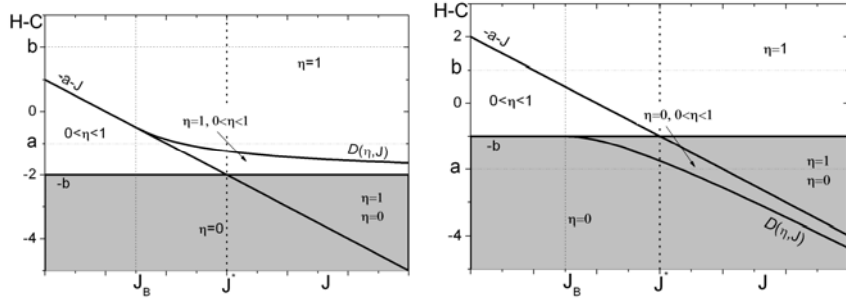 H-C
b
η=1
-a-J
0
η=1, 0<η<1
0<η<1
a
D(η,J)
-2
-b
η=1
η=0
η=0
-4
J_B
J*
J
H-C
2
η=1
-a-J
b
0<η<1
η=0, 0<η<1
0
-b
η=1
η=0
a
η=0
D(η,J)
-4
J_B
J*
J